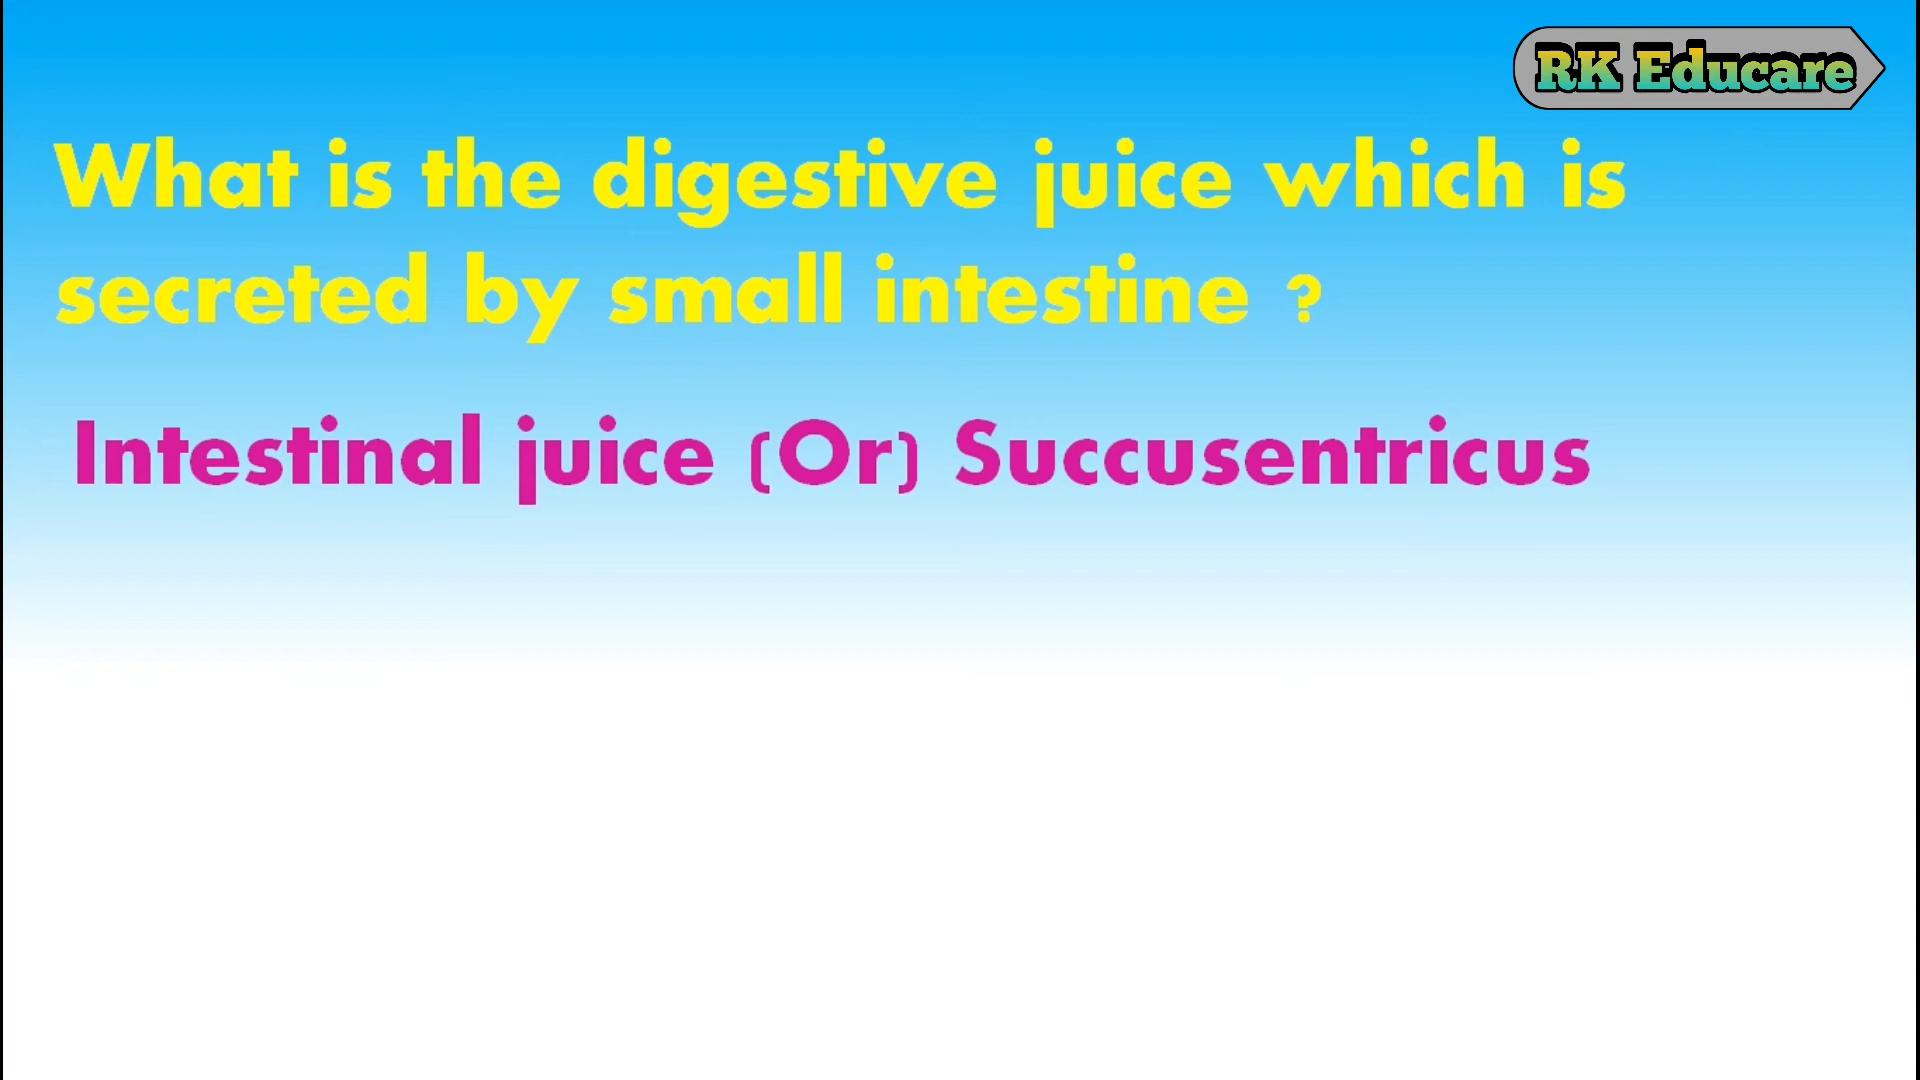 RK Educare
What is the digestive juice which is
secreted by small intestine ?
Intestinal juice (Or) Succusentricus